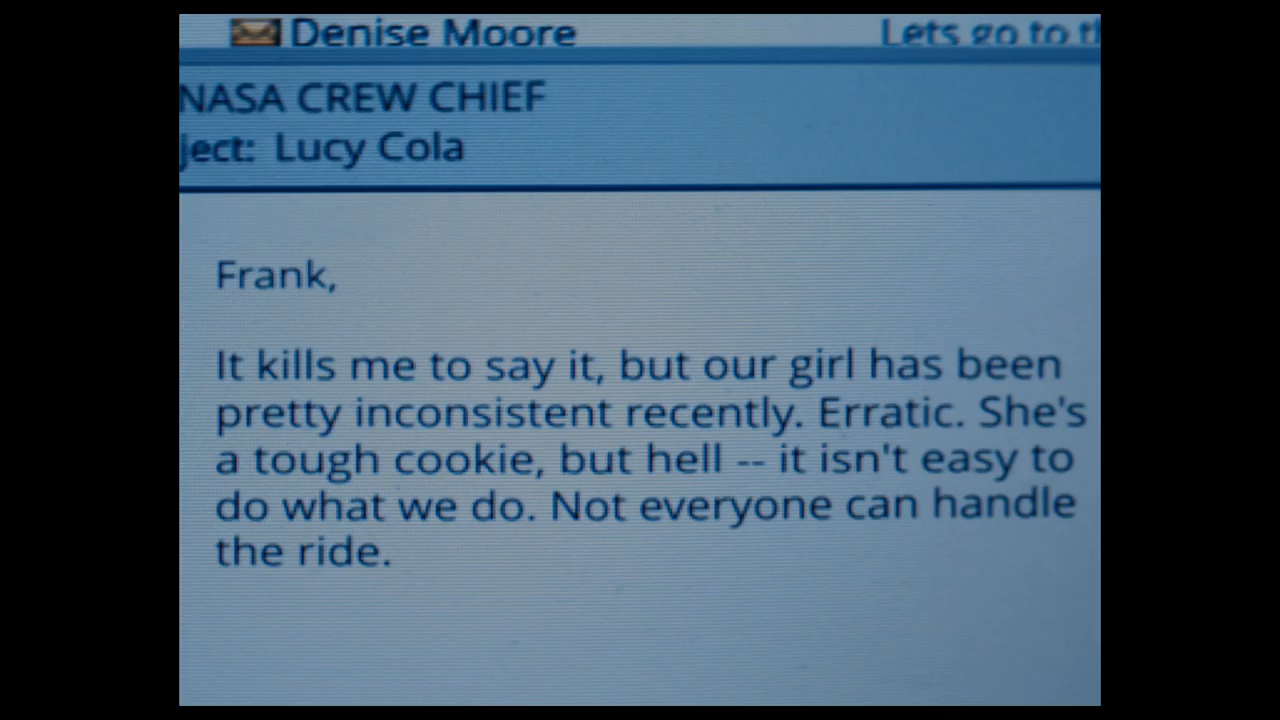 Denise Moore Lets go to
NASA CREW CHIEF
ject: Lucy Cola
Frank,
It kills me to say it, but our girl has been
pretty inconsistent recently. Erratic. She's
a tough cookie, but hell -- it isn't easy to
do what we do. Not everyone can handle
the ride.